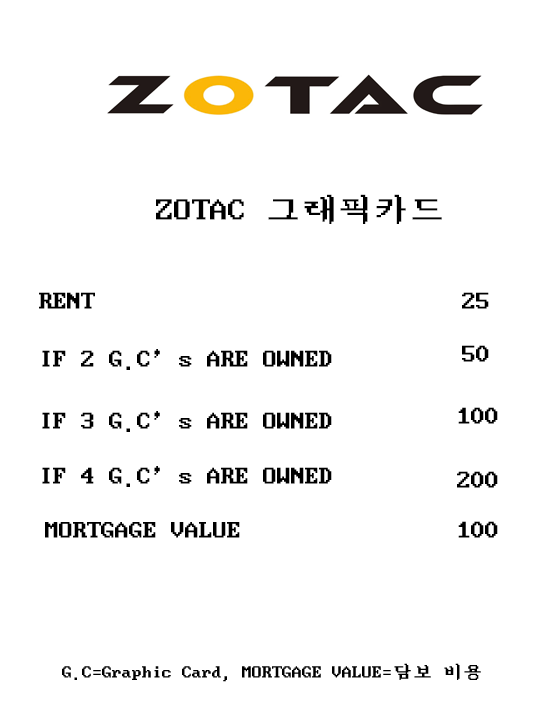 ZOTAC
ZOTAC 그래픽카드
RENT 25
IF 2 G.C's ARE OWNED 50
IF 3 G.C's ARE OWNED 100
IF 4 G.C's ARE OWNED 200
MORTGAGE VALUE 100
G.C=Graphic Card, MORTGAGE VALUE=담보 비용